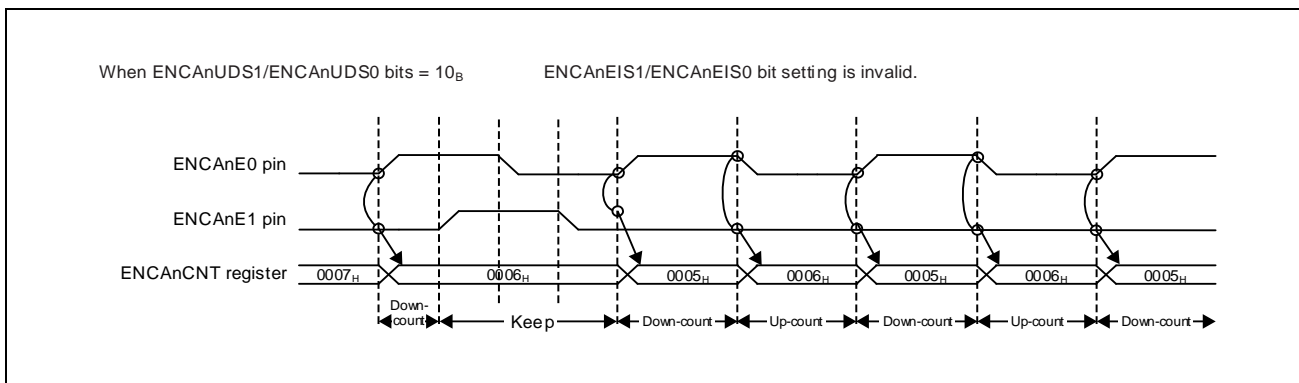 When ENCAnUDS1/ENCAnUDS0 bits = 10B ENCAnEIS1/ENCAnEIS0 bit setting is invalid.
ENCAnE0 pin
ENCAnE1 pin
ENCAnCNT register 0007H 0006H 0005H 0006H 0005H 0006H 0005H
Down-
count Keep Down-count Up-count Down-count Up-count Down-count